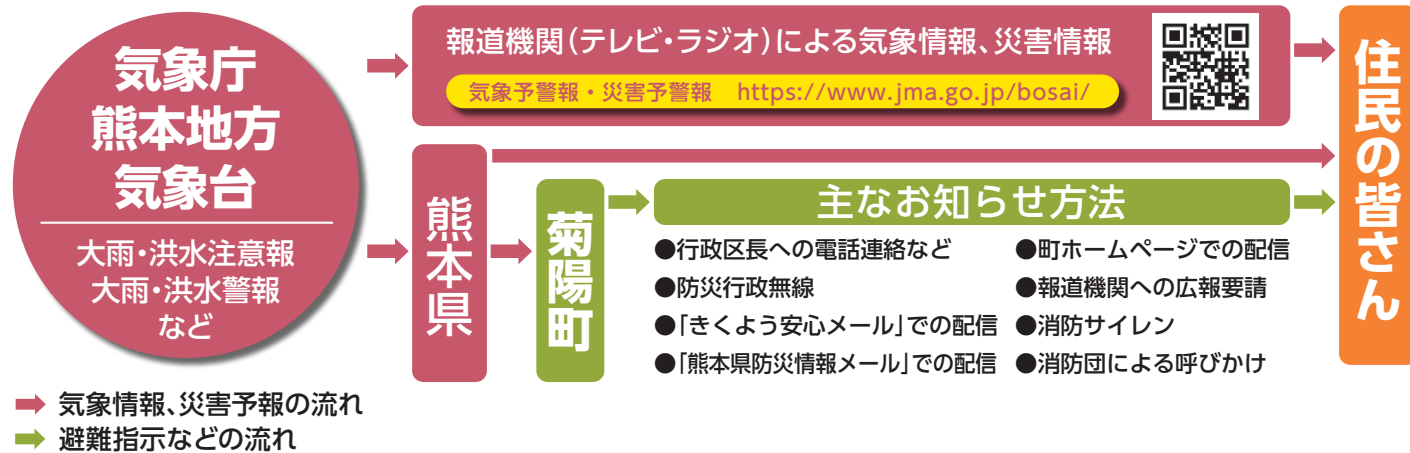 気象庁
熊本地方
気象台
大雨・洪水注意報
大雨・洪水警報
など
報道機関(テレビ・ラジオ)による気象情報、災害情報
気象予警報・災害予警報 https://www.jma.go.jp/bosai/
熊本県
菊陽町
主なお知らせ方法
●行政区長への電話連絡など
●防災行政無線
●「きくよう安心メール」での配信
●「熊本県防災情報メール」での配信
●町ホームページでの配信
●報道機関への広報要請
●消防サイレン
●消防団による呼びかけ
住民の皆さん
気象情報、災害予報の流れ
避難指示などの流れ